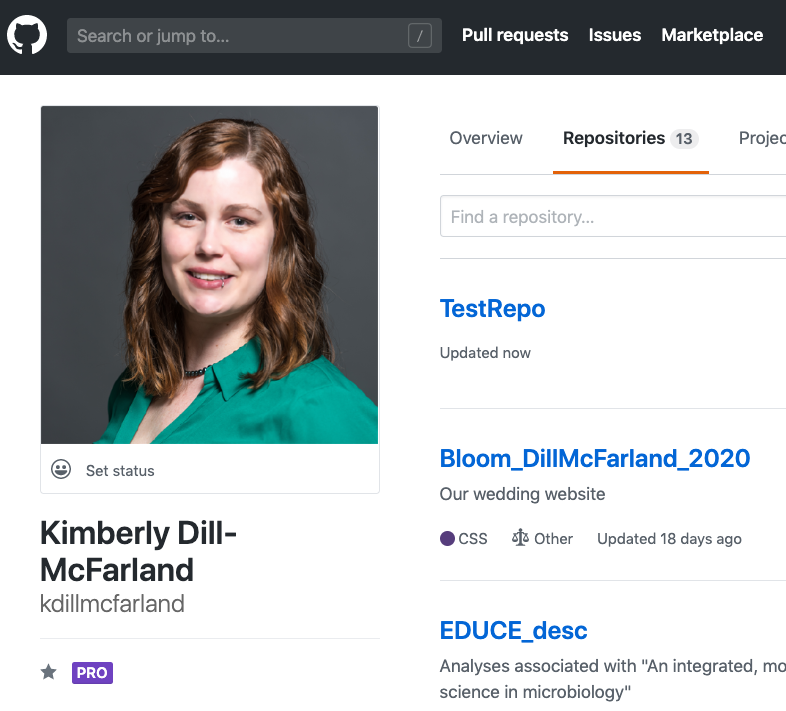 Search or jump to...
/
Pull requests
Issues
Marketplace
Overview
Repositories 13
Projec
Find a repository...
TestRepo
Updated now
Bloom_DillMcFarland_2020
Our wedding website
CSS
Other
Updated 18 days ago
EDUCE_desc
Analyses associated with "An integrated, mo
science in microbiology"
Set status
Kimberly Dill-
McFarland
kdillmcfarland
PRO